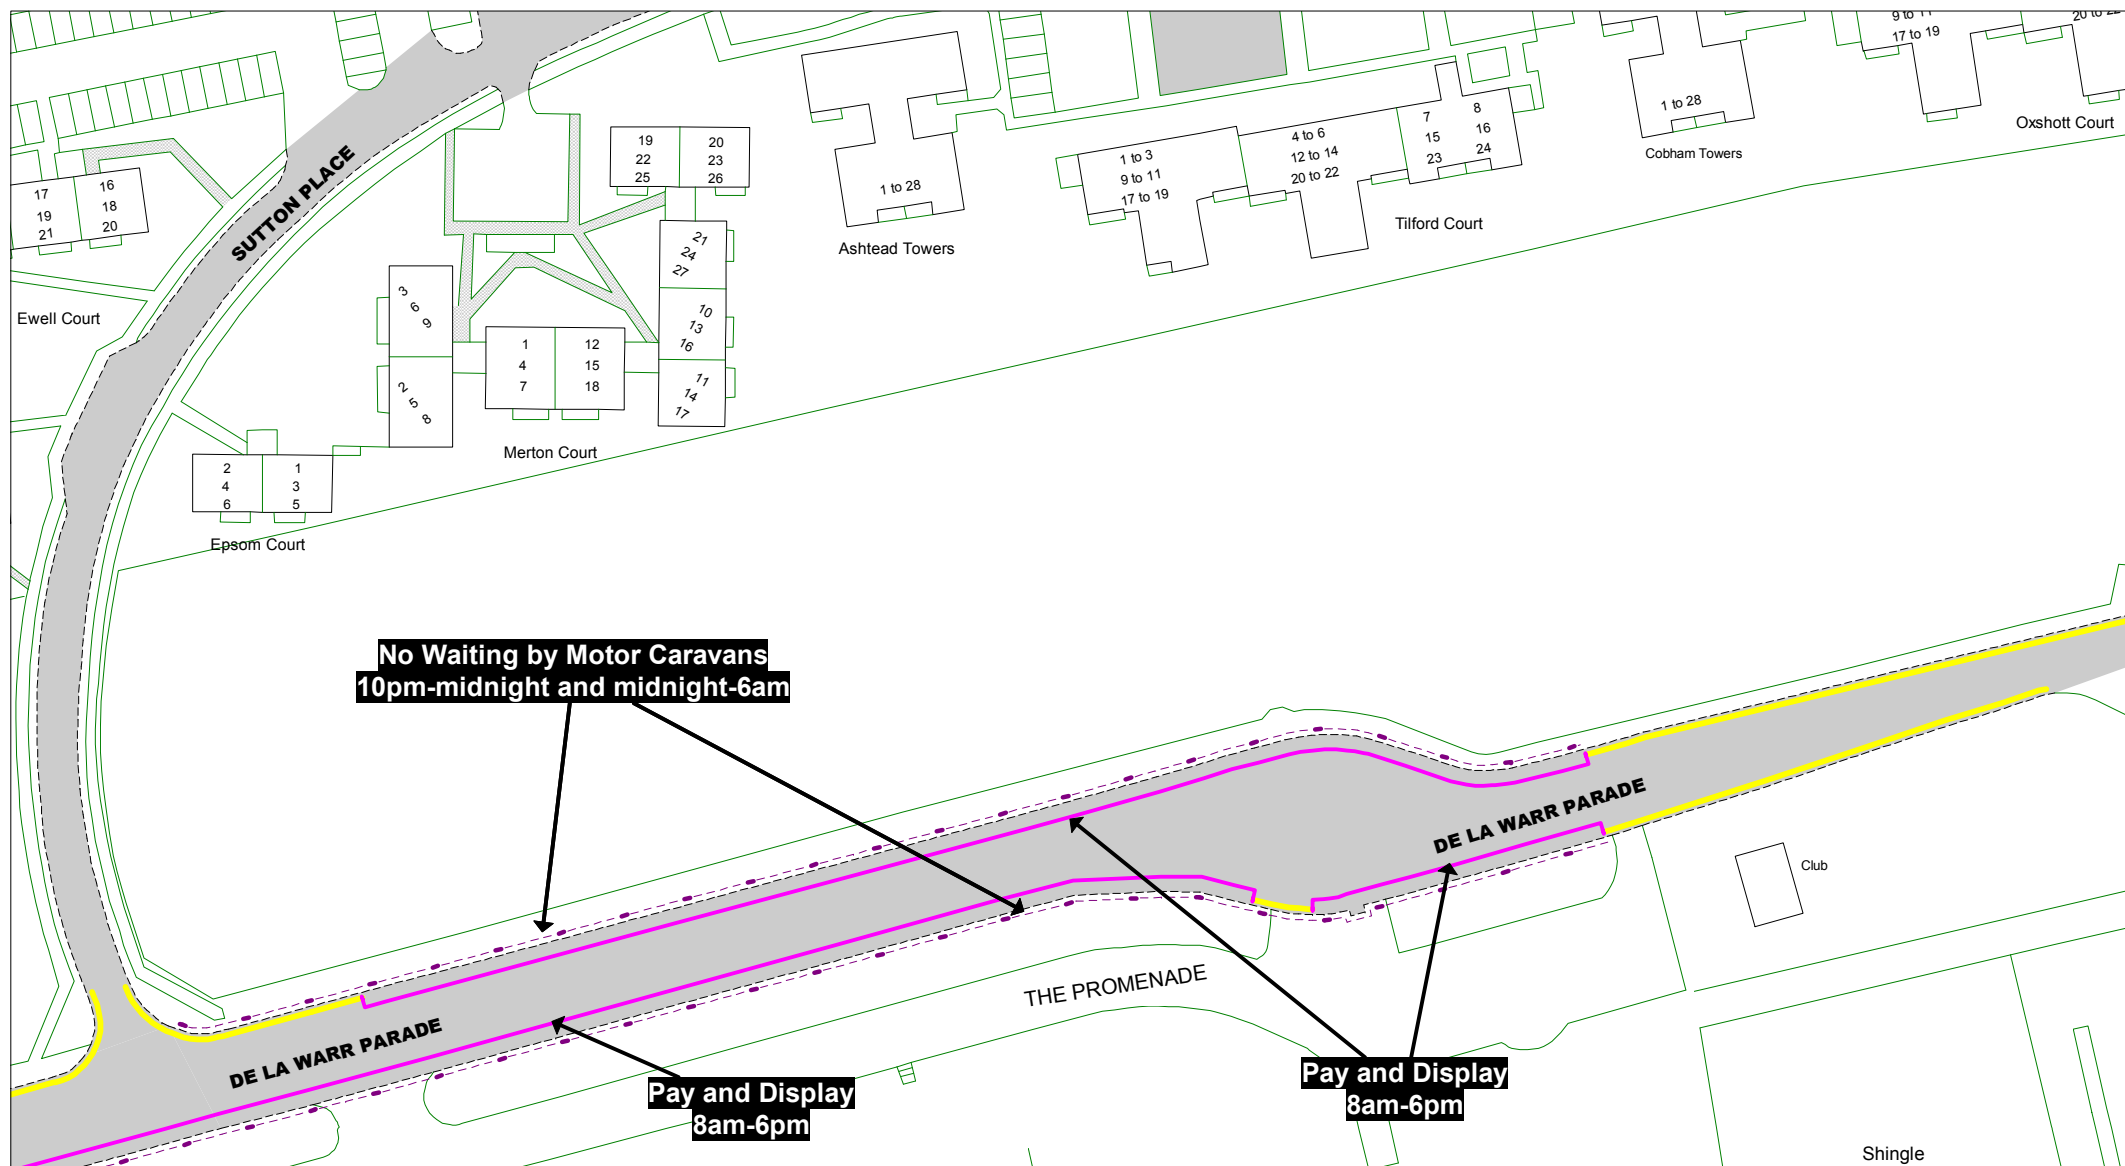 9 to 11
17 to 19
20 to 22
1 to 28
Cobham Towers
Oxshott Court
7
15
23
8
16
24
4 to 6
12 to 14
20 to 22
1 to 3
9 to 11
17 to 19
Tilford Court
1 to 28
Ashtead Towers
19
22
25
20
23
26
17
19
21
16
18
20
SUTTON PLACE
Ewell Court
21
24
27
10
13
16
11
14
17
3
6
9
2
5
8
1
4
7
12
15
18
Merton Court
2
4
6
1
3
5
Epsom Court
No Waiting by Motor Caravans
10pm-midnight and midnight-6am
DE LA WARR PARADE
Club
THE PROMENADE
DE LA WARR PARADE
Pay and Display
8am-6pm
Pay and Display
8am-6pm
Shingle